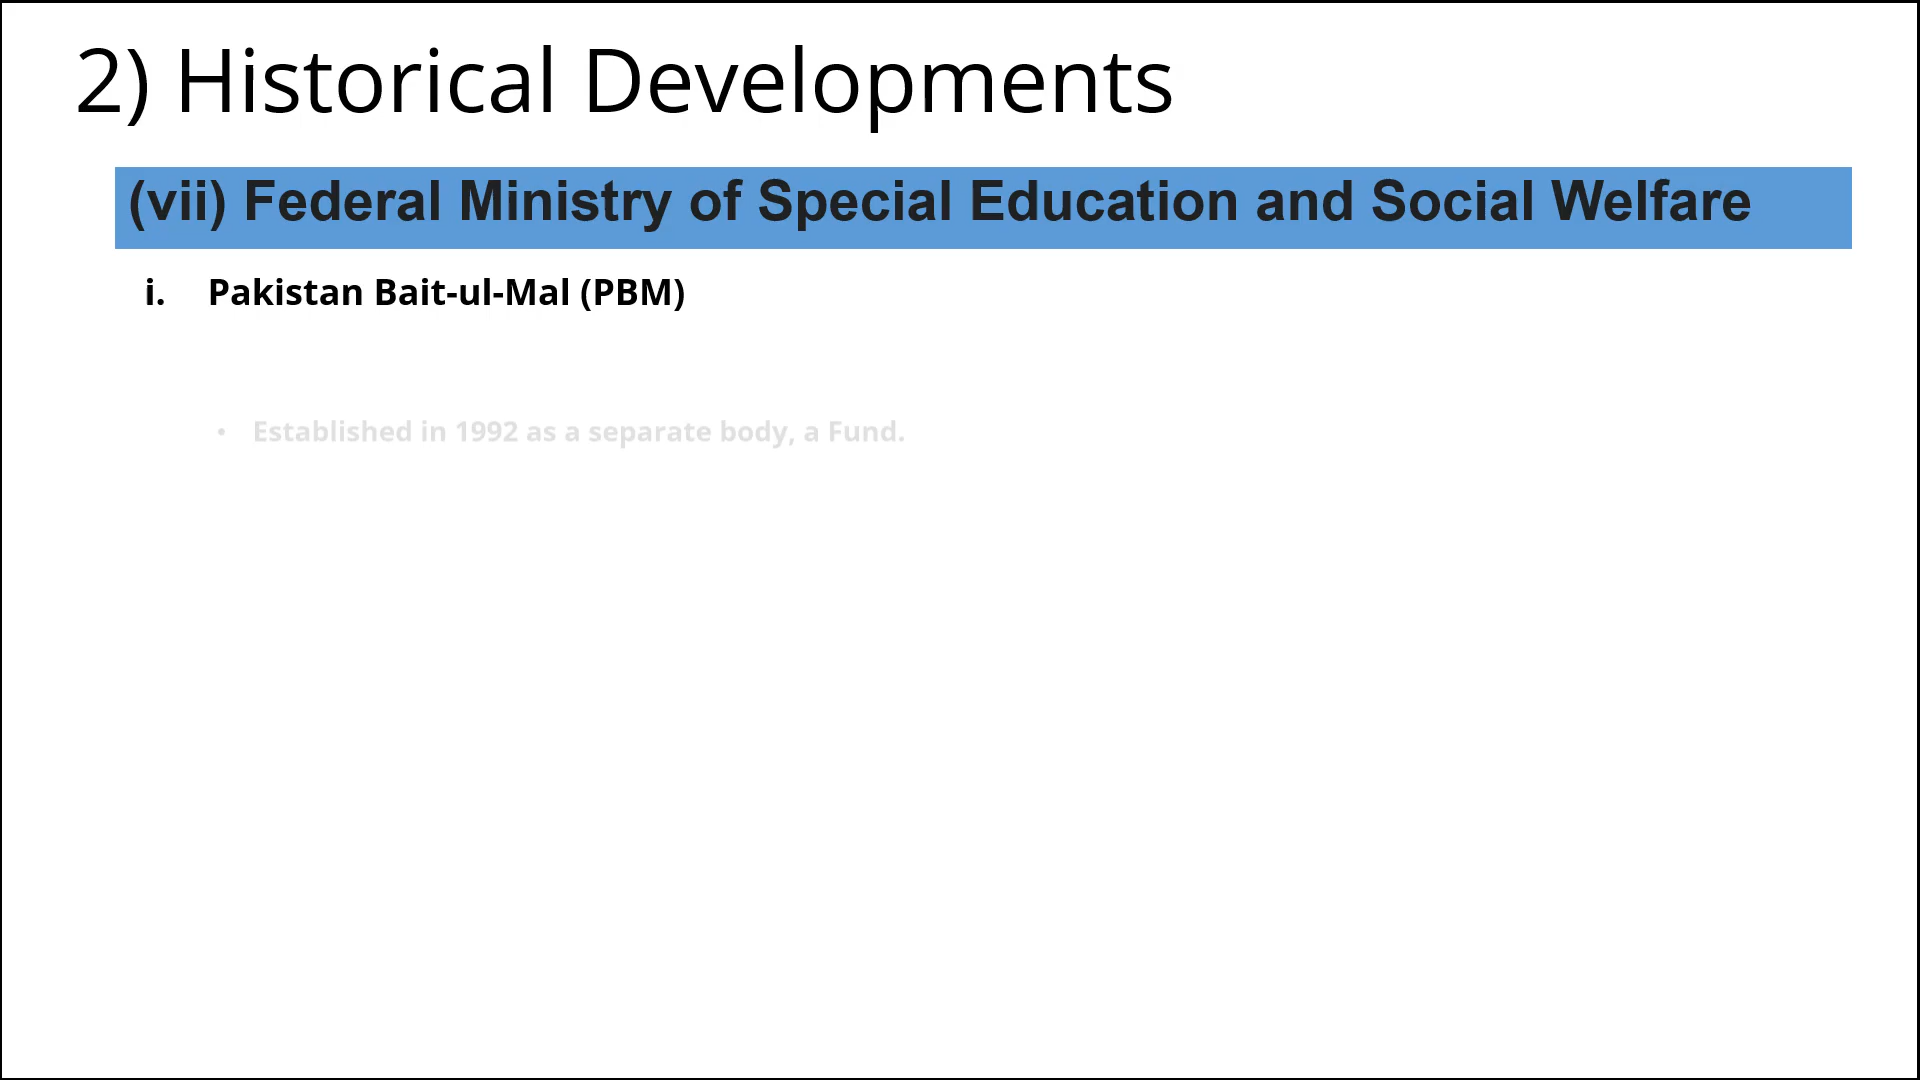 2) Historical Developments
(vii) Federal Ministry of Special Education and Social Welfare
i. Pakistan Bait-ul-Mal (PBM)
• Established in 1992 as a separate body, a Fund.